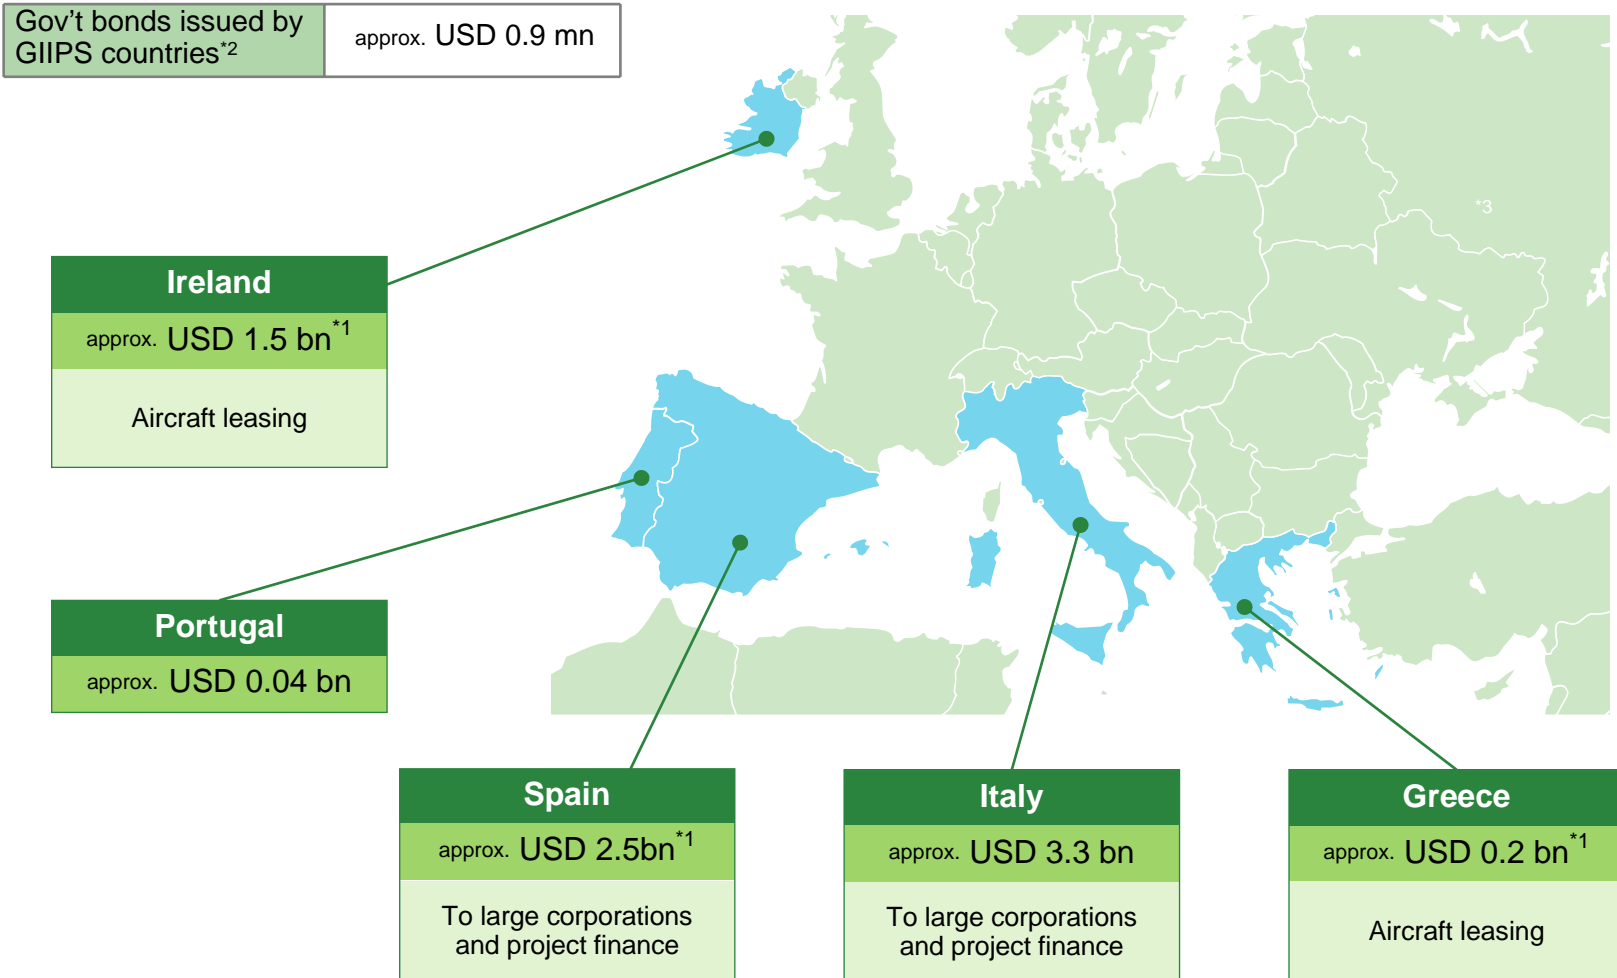 Gov't bonds issued by
GIIPS countries*2
approx. USD 0.9 mn
*3
Ireland
approx. USD 1.5 bn*1
Aircraft leasing
Portugal
approx. USD 0.04 bn
Spain
approx. USD 2.5bn*1
To large corporations
and project finance
Italy
approx. USD 3.3 bn
To large corporations
and project finance
Greece
approx. USD 0.2 bn*1
Aircraft leasing